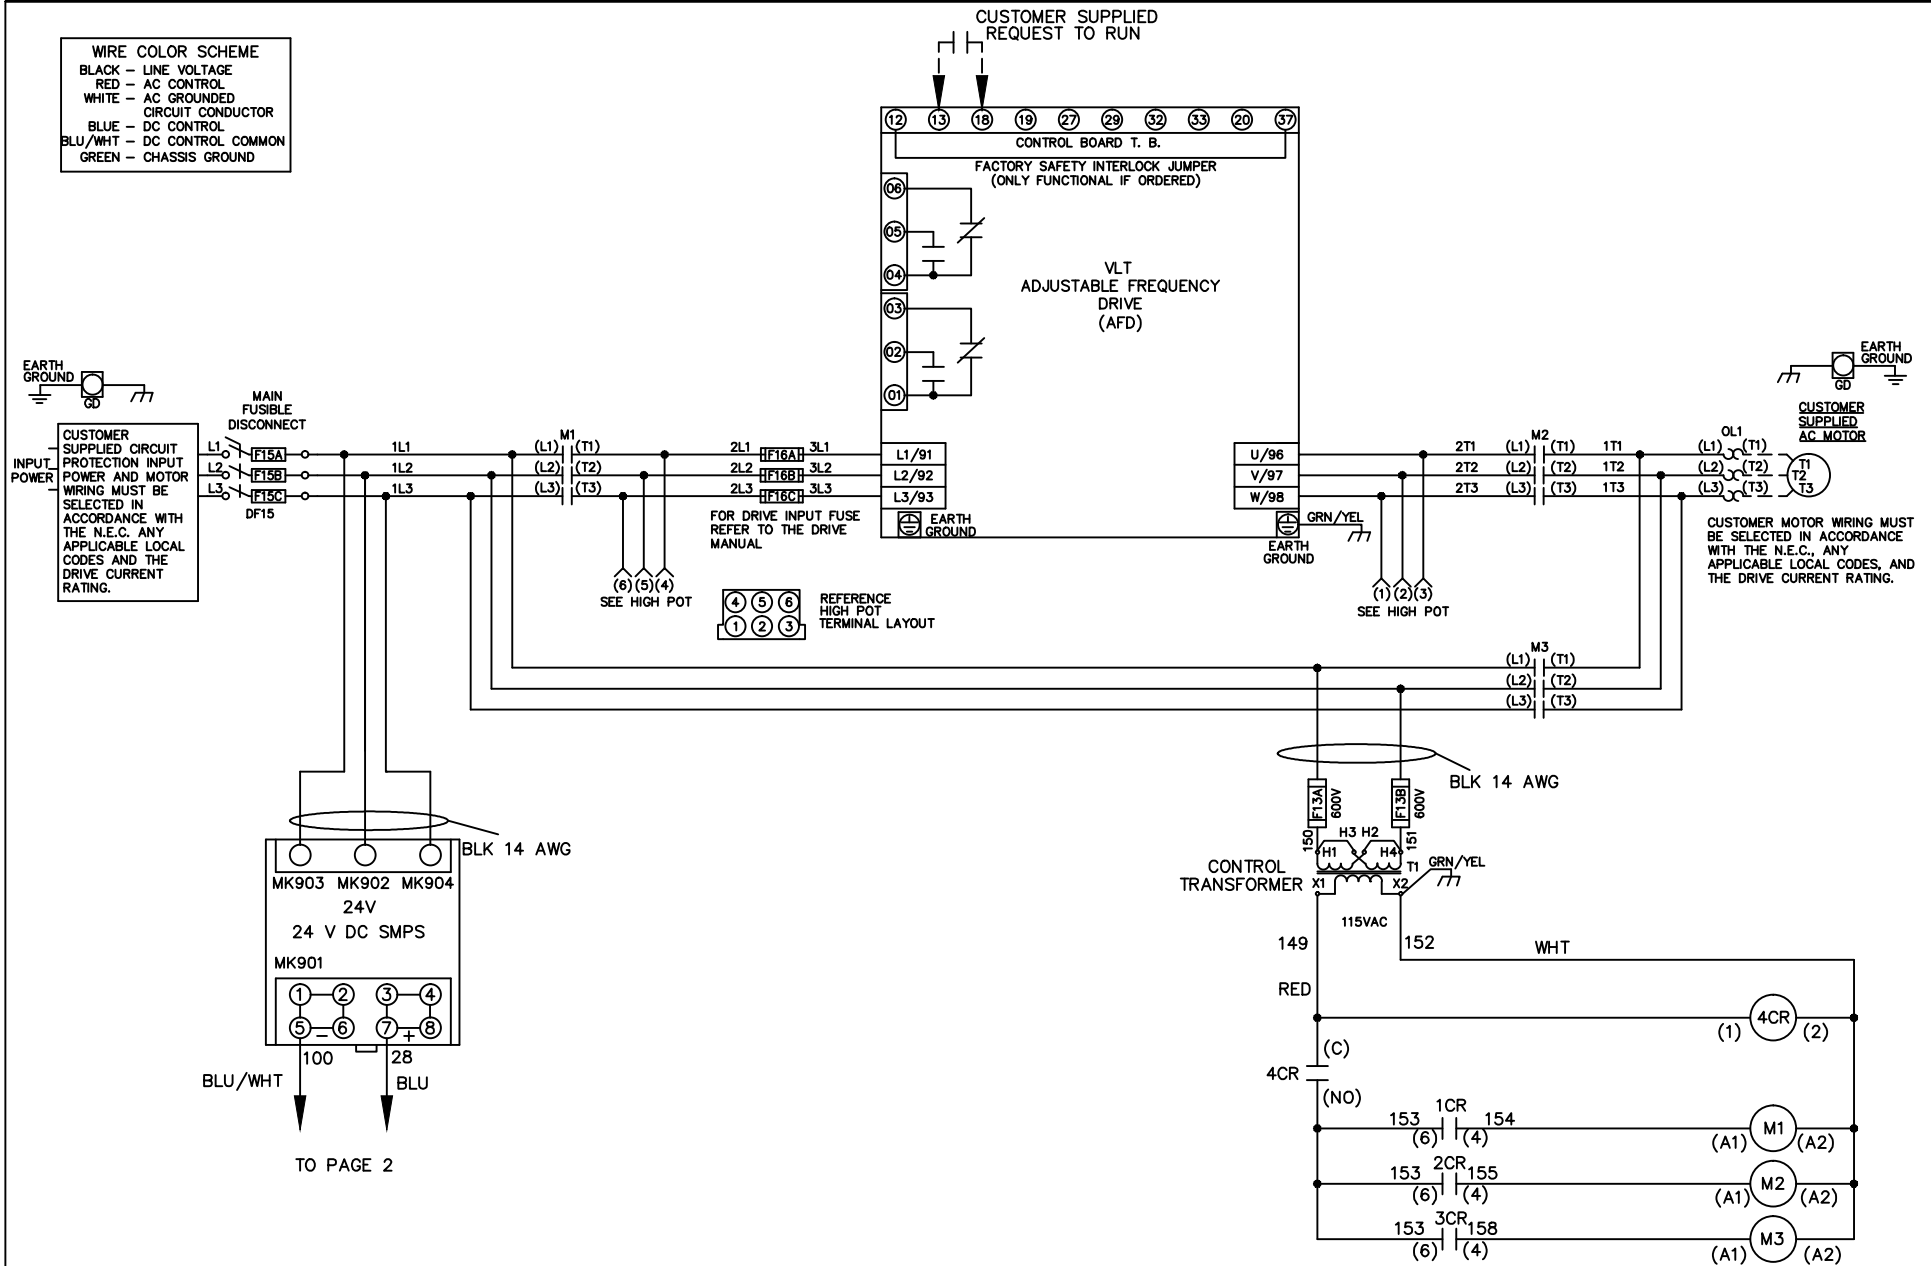 CUSTOMER SUPPLIED
REQUEST TO RUN
WIRE COLOR SCHEME
BLACK – LINE VOLTAGE
RED – AC CONTROL
WHITE – AC GROUNDED
CIRCUIT CONDUCTOR
BLUE – DC CONTROL
BLU/WHT – DC CONTROL COMMON
GREEN – CHASSIS GROUND
12 13 18 19 27 29 32 33 20 37
CONTROL BOARD T. B.
FACTORY SAFETY INTERLOCK JUMPER
(ONLY FUNCTIONAL IF ORDERED)
06
05
04
03
02
01
VLT
ADJUSTABLE FREQUENCY
DRIVE
(AFD)
EARTH
GROUND
GD
MAIN
FUSIBLE
DISCONNECT
INPUT
POWER
CUSTOMER
SUPPLIED CIRCUIT
PROTECTION INPUT
POWER AND MOTOR
WIRING MUST BE
SELECTED IN
ACCORDANCE WITH
THE N.E.C. ANY
APPLICABLE LOCAL
CODES AND THE
DRIVE CURRENT
RATING.
L1 F15A 1L1 (L1) M1 (T1) 2L1 F16A 3L1 L1/91
L2 F15B 1L2 (L2) (T2) 2L2 F16B 3L2 L2/92
L3 F15C 1L3 (L3) (T3) 2L3 F16C 3L3 L3/93
DF15
FOR DRIVE INPUT FUSE
REFER TO THE DRIVE
MANUAL
EARTH
GROUND
(6) (5) (4)
SEE HIGH POT
4 5 6
1 2 3
REFERENCE
HIGH POT
TERMINAL LAYOUT
EARTH
GROUND
GD
CUSTOMER
SUPPLIED
AC MOTOR
U/96 2T1 (L1) M2 (T1) 1T1 (L1) OL1 (T1) T1
V/97 2T2 (L2) (T2) 1T2 (L2) (T2) T2
W/98 2T3 (L3) (T3) 1T3 (L3) (T3) T3
GRN/YEL
EARTH
GROUND
(1) (2) (3)
SEE HIGH POT
CUSTOMER MOTOR WIRING MUST
BE SELECTED IN ACCORDANCE
WITH THE N.E.C., ANY
APPLICABLE LOCAL CODES, AND
THE DRIVE CURRENT RATING.
M3
(L1) (T1)
(L2) (T2)
(L3) (T3)
BLK 14 AWG
F13A 600V F13B 600V
150 H3 H2 151
H1 H4 T1 GRN/YEL
CONTROL
TRANSFORMER X1 X2
115VAC
149 152 WHT
RED
BLK 14 AWG
MK903 MK902 MK904
24V
24 V DC SMPS
MK901
1 2 3 4
5 – 6 7 + 8
100 28
BLU/WHT BLU
TO PAGE 2
(1) 4CR (2)
(C)
4CR
(NO)
153 1CR 154
(6) (4) (A1) M1 (A2)
153 2CR 155
(6) (4) (A1) M2 (A2)
153 3CR 158
(6) (4) (A1) M3 (A2)